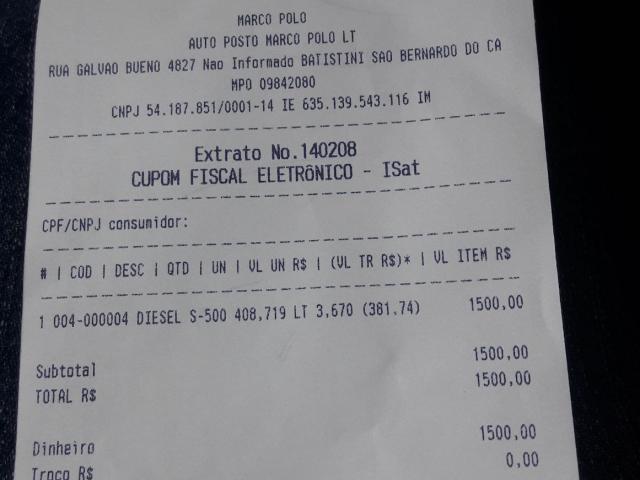 MARCO POLO
AUTO POSTO MARCO POLO LT
RUA GALVAO BUENO 4827 Nao Informado BATISTINI SAO BERNARDO DO CA
MPO 09842080
CNPJ 54.187.851/0001-14 IE 635.139.543.116 IM
Extrato No.140208
CUPOM FISCAL ELETRÔNICO - ISat
CPF/CNPJ consumidor:
# | COD | DESC | QTD | UN | VL UN R$ | (VL TR R$)* | VL ITEM R$
1 004-000004 DIESEL S-500 408,719 LT 3,670 (381.74) 1500,00
Subtotal 1500,00
TOTAL R$ 1500,00
Dinheiro 1500,00
Troco R$ 0,00